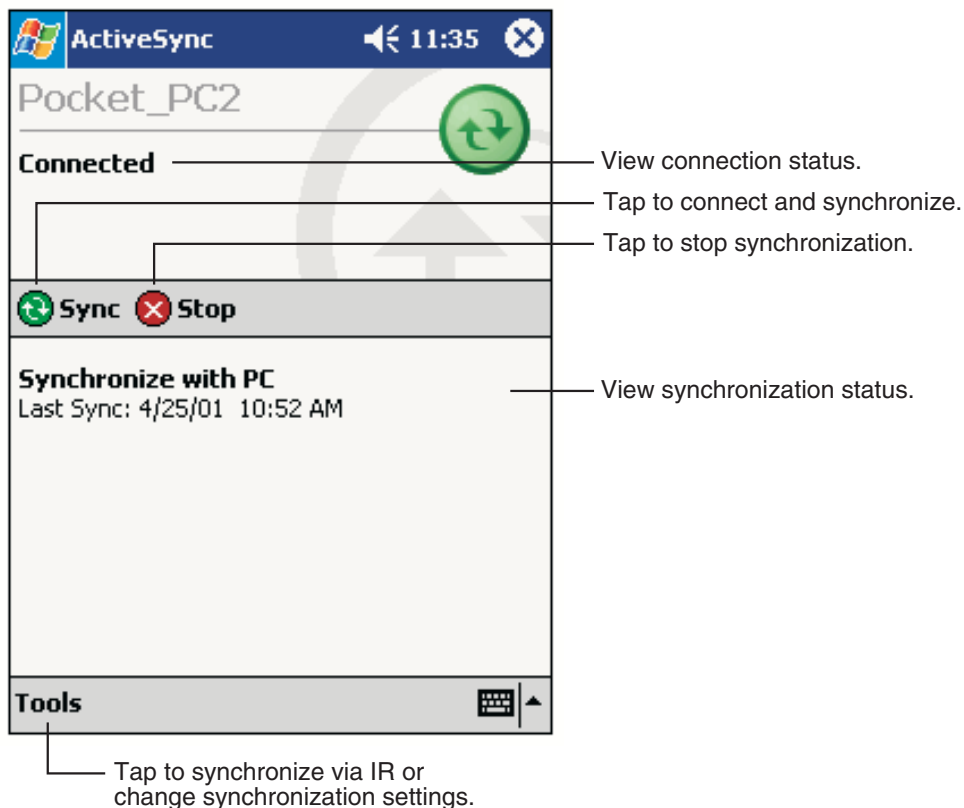 ActiveSync 11:35
Pocket_PC2
Connected
View connection status.
Tap to connect and synchronize.
Tap to stop synchronization.
Sync Stop
Synchronize with PC
Last Sync: 4/25/01 10:52 AM
View synchronization status.
Tools
Tap to synchronize via IR or
change synchronization settings.